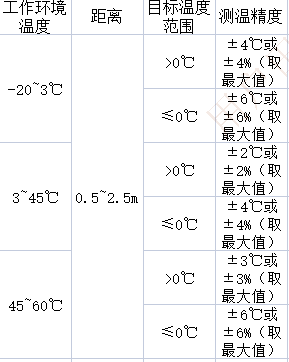 工作环境
温度
距离
目标温度
范围
测温精度
-20~3℃
0.5~2.5m
>0℃
±4℃或
±4%（取
最大值）
≤0℃
±6℃或
±6%（取
最大值）
3~45℃
>0℃
±2℃或
±2%（取
最大值）
≤0℃
±4℃或
±4%（取
最大值）
45~60℃
>0℃
±3℃或
±3%（取
最大值）
≤0℃
±6℃或
±6%（取
最大值）